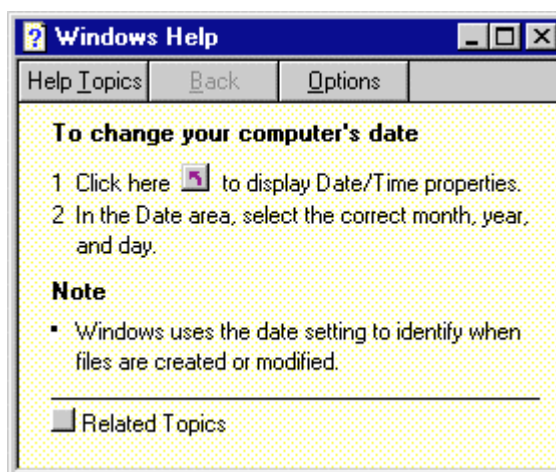 Windows Help
Help Topics Back Options
To change your computer's date
1 Click here to display Date/Time properties.
2 In the Date area, select the correct month, year,
and day.
Note
▪ Windows uses the date setting to identify when
files are created or modified.
Related Topics